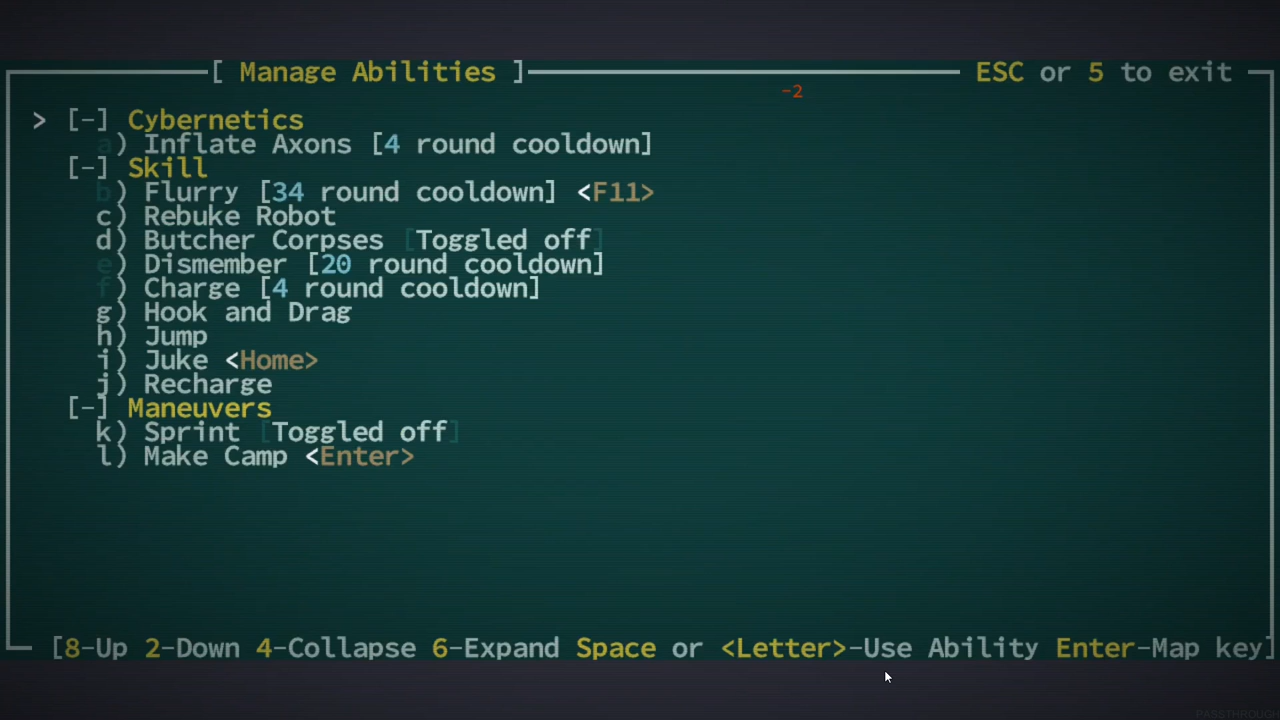 [ Manage Abilities ] ESC or 5 to exit
-2
> [-] Cybernetics
a) Inflate Axons [4 round cooldown]
[-] Skill
b) Flurry [34 round cooldown] <F11>
c) Rebuke Robot
d) Butcher Corpses [Toggled off]
e) Dismember [20 round cooldown]
f) Charge [4 round cooldown]
g) Hook and Drag
h) Jump
i) Juke <Home>
j) Recharge
[-] Maneuvers
k) Sprint [Toggled off]
l) Make Camp <Enter>
[8-Up 2-Down 4-Collapse 6-Expand Space or <Letter>-Use Ability Enter-Map key]
PASSTHROUGH